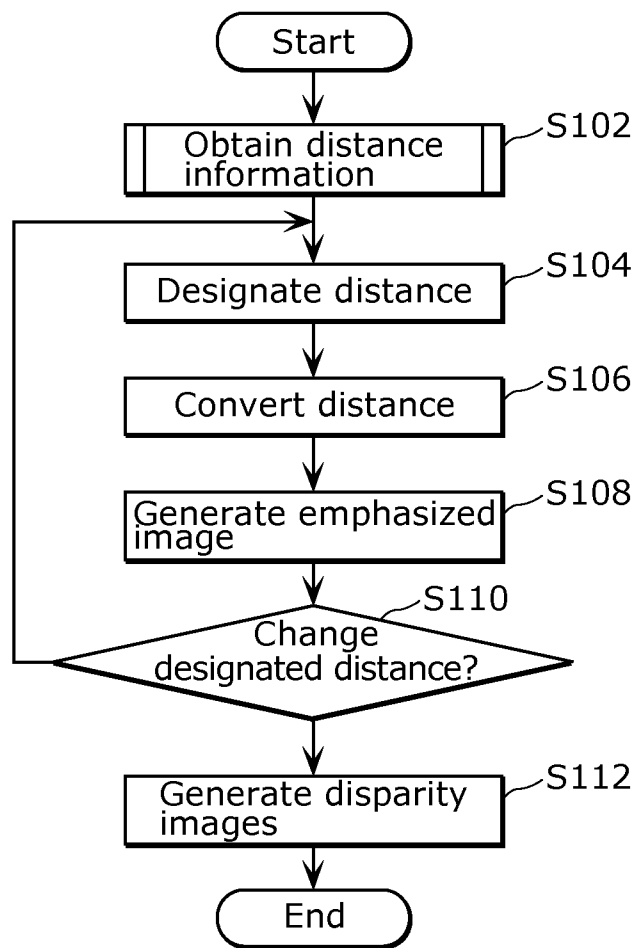 Start
Obtain distance
information
S102
Designate distance
S104
Convert distance
S106
Generate emphasized
image
S108
S110
Change
designated distance?
Generate disparity
images
S112
End